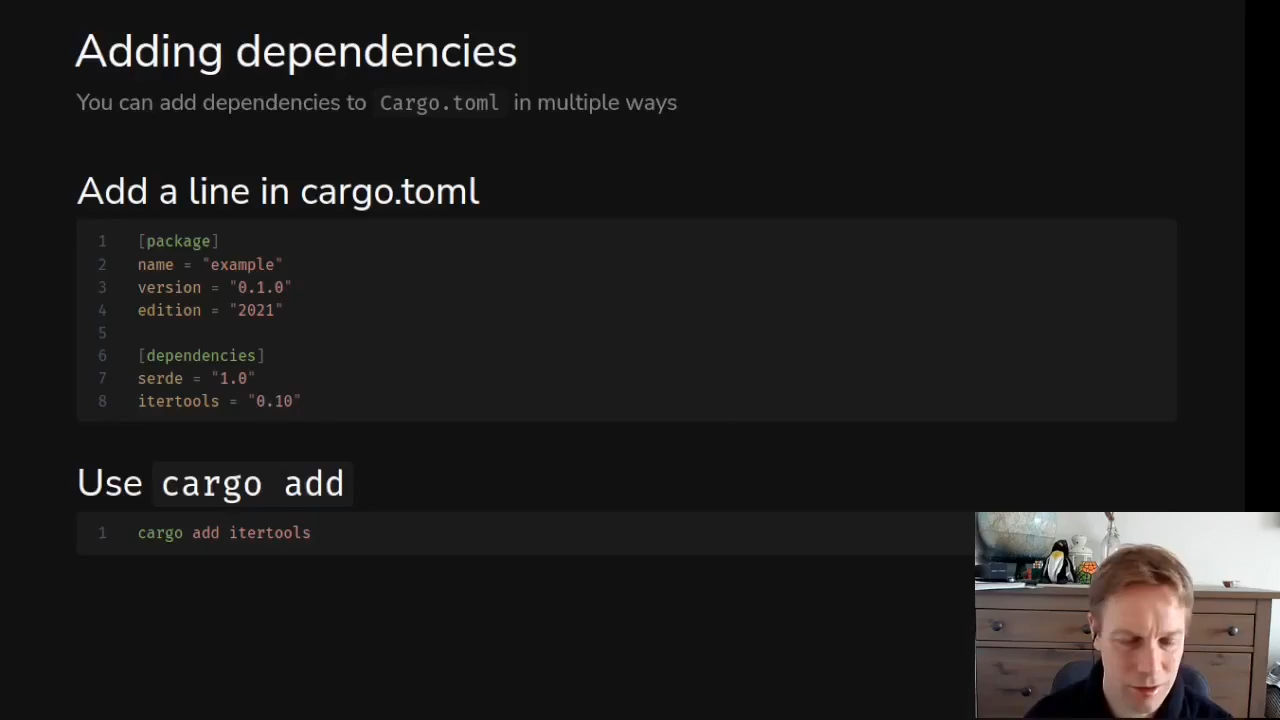 Adding dependencies
You can add dependencies to Cargo.toml in multiple ways
Add a line in cargo.toml
1 [package]
2 name = "example"
3 version = "0.1.0"
4 edition = "2021"
5
6 [dependencies]
7 serde = "1.0"
8 itertools = "0.10"
Use cargo add
1 cargo add itertools